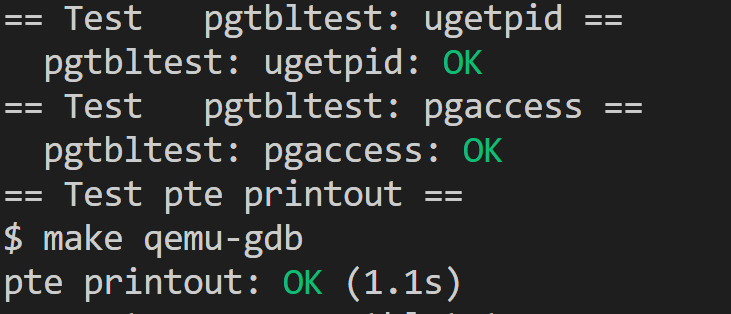 == Test   pgtbltest: ugetpid ==
  pgtbltest: ugetpid: OK
== Test   pgtbltest: pgaccess ==
  pgtbltest: pgaccess: OK
== Test pte printout ==
$ make qemu-gdb
pte printout: OK (1.1s)